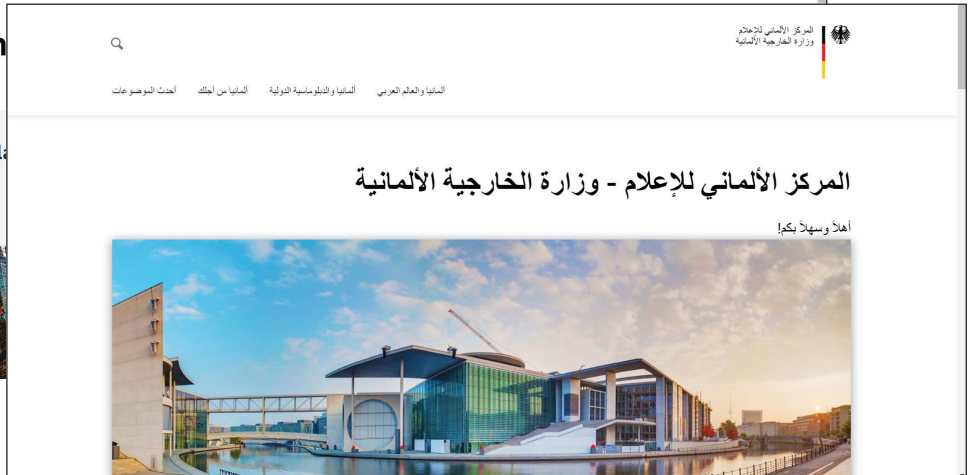 المركز الألماني للإعلام
وزارة الخارجية الألمانية
ألمانيا والعالم العربي
ألمانيا والدبلوماسية الدولية
ألمانيا من أجلك
أحدث الموضوعات
المركز الألماني للإعلام - وزارة الخارجية الألمانية
أهلاً وسهلاً بكم!